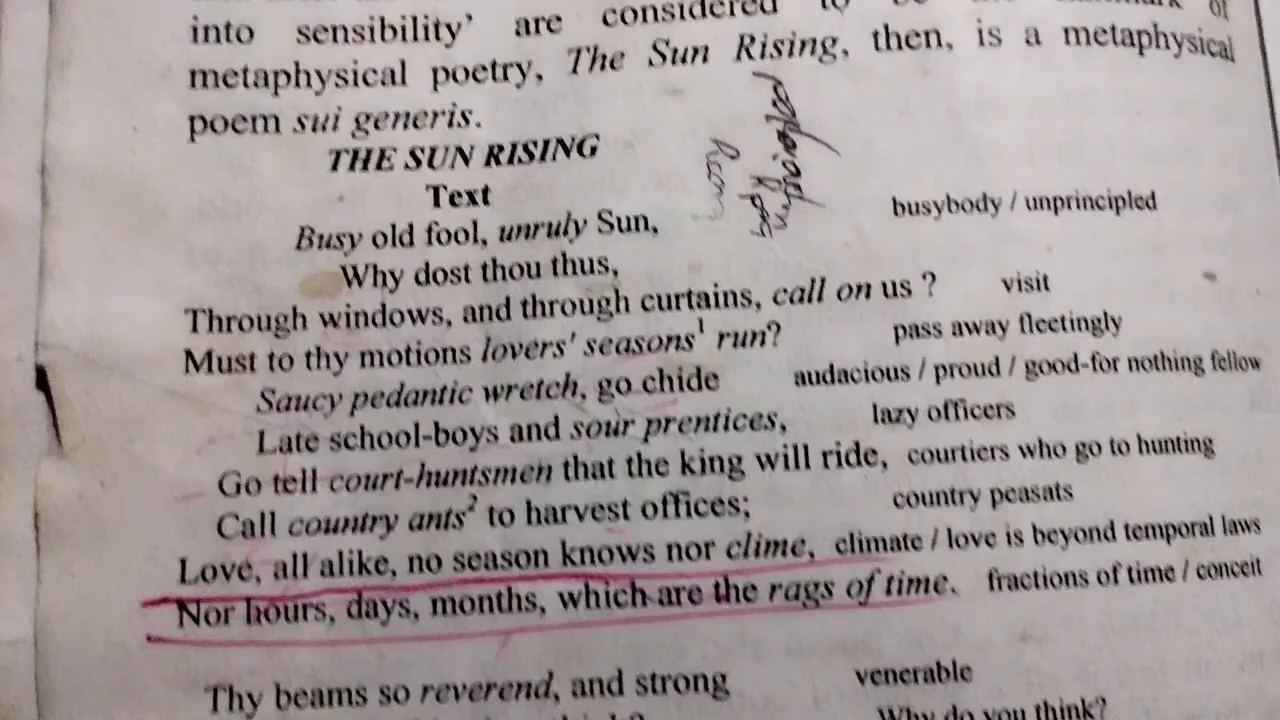 into sensibility' are considered to be of
metaphysical poetry, The Sun Rising, then, is a metaphysical
poem sui generis.
THE SUN RISING
Text
Busy old fool, unruly Sun, busybody / unprincipled
Why dost thou thus,
Through windows, and through curtains, call on us ? visit
Must to thy motions lovers' seasons¹ run? pass away fleetingly
Saucy pedantic wretch, go chide audacious / proud / good-for nothing fellow
Late school-boys and sour prentices, lazy officers
Go tell court-huntsmen that the king will ride, courtiers who go to hunting
Call country ants² to harvest offices; country peasats
Love, all alike, no season knows nor clime, climate / love is beyond temporal laws
Nor hours, days, months, which are the rags of time. fractions of time / conceit
Thy beams so reverend, and strong venerable
Why do you think?